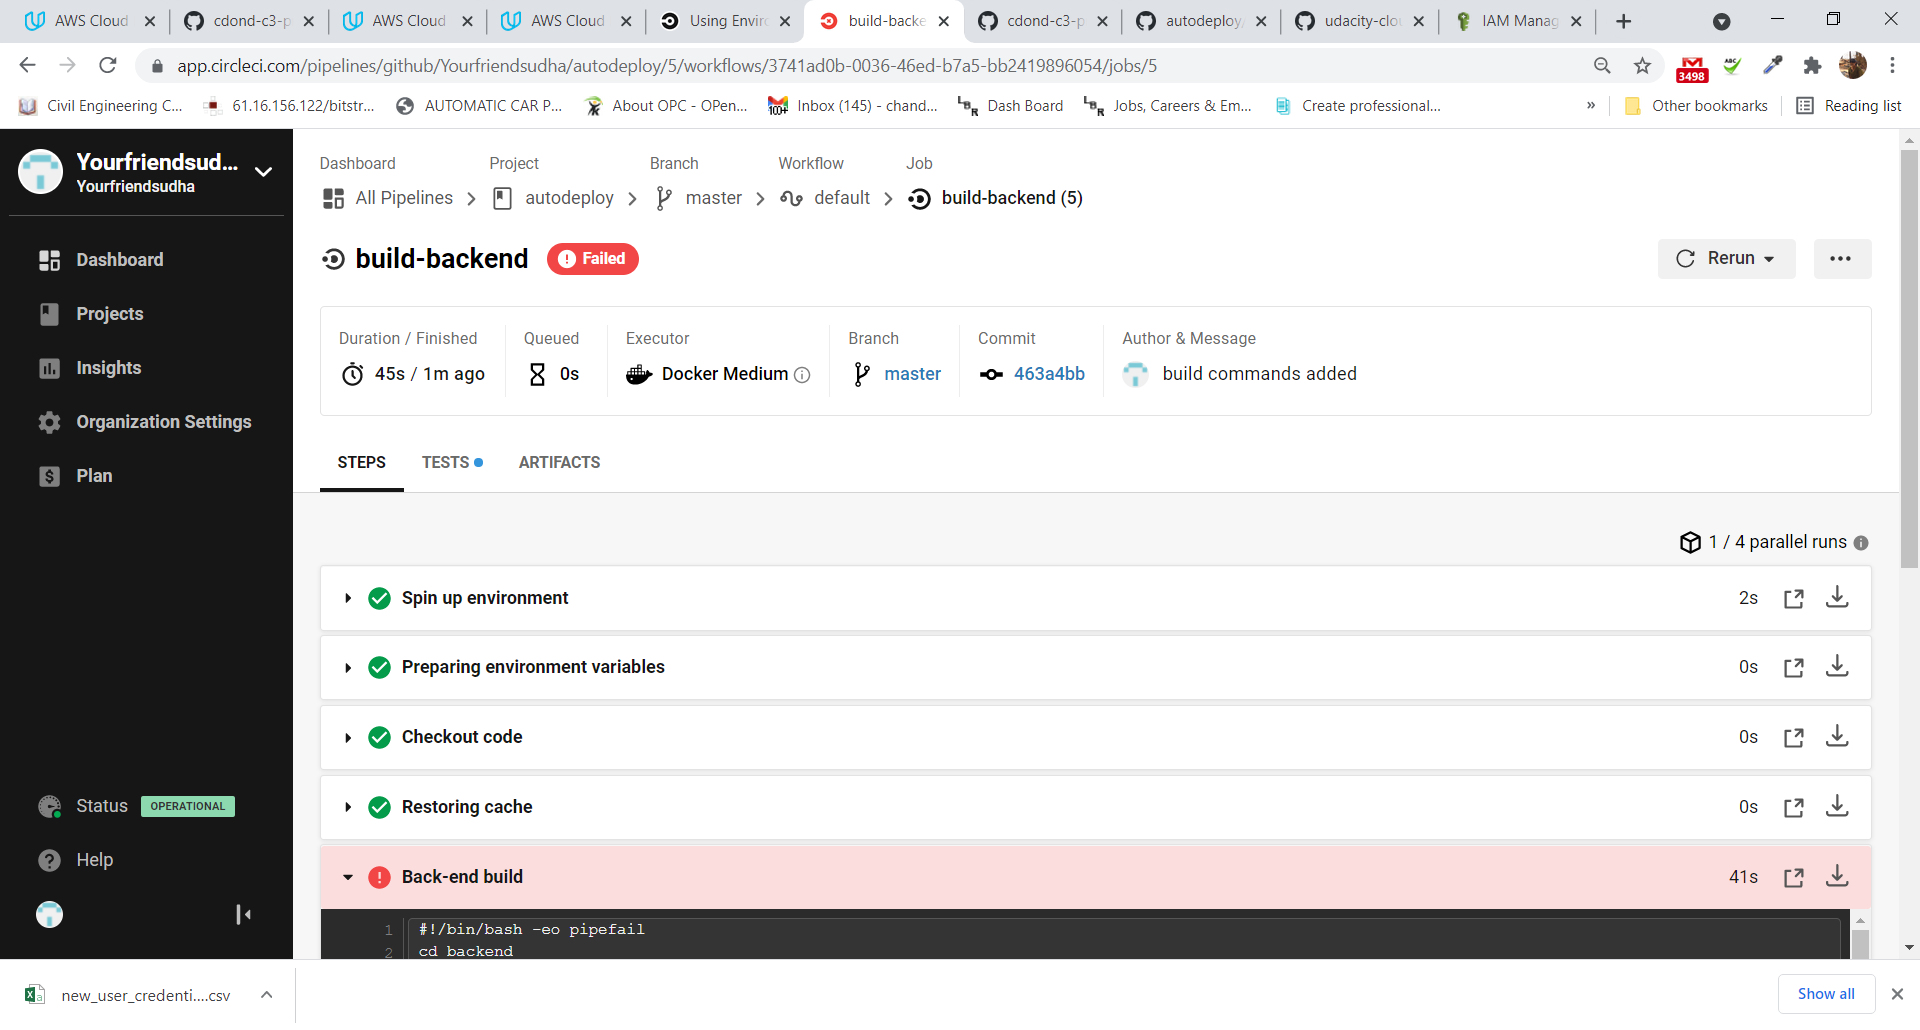 AWS Cloud
cdond-c3-p
AWS Cloud
AWS Cloud
Using Enviro
build-backe
cdond-c3-p
autodeploy/
udacity-clou
IAM Manag
app.circleci.com/pipelines/github/Yourfriendsudha/autodeploy/5/workflows/3741ad0b-0036-46ed-b7a5-bb2419896054/jobs/5
3498
ABC
Civil Engineering C...
61.16.156.122/bitstr...
AUTOMATIC CAR P...
About OPC - OPen...
100+
Inbox (145) - chand...
Dash Board
Jobs, Careers & Em...
Create professional...
»
Other bookmarks
Reading list
Yourfriendsud...
Yourfriendsudha
Dashboard
Projects
Insights
Organization Settings
Plan
Status OPERATIONAL
Help
Dashboard Project Branch Workflow Job
All Pipelines > autodeploy > master > default > build-backend (5)
build-backend
Failed
Rerun
Duration / Finished
45s / 1m ago
Queued
0s
Executor
Docker Medium
Branch
master
Commit
463a4bb
Author & Message
build commands added
STEPS TESTS ARTIFACTS
1 / 4 parallel runs
Spin up environment 2s
Preparing environment variables 0s
Checkout code 0s
Restoring cache 0s
Back-end build 41s
1 #!/bin/bash -eo pipefail
2 cd backend
new_user_credenti....csv
Show all